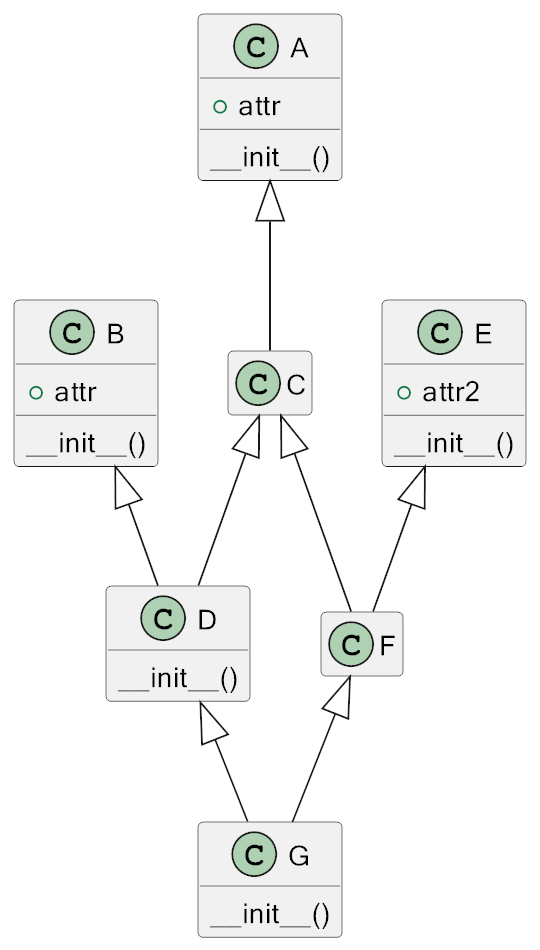 C A
attr
__init__()
C B
attr
__init__()
C C
C E
attr2
__init__()
C D
__init__()
C F
C G
__init__()